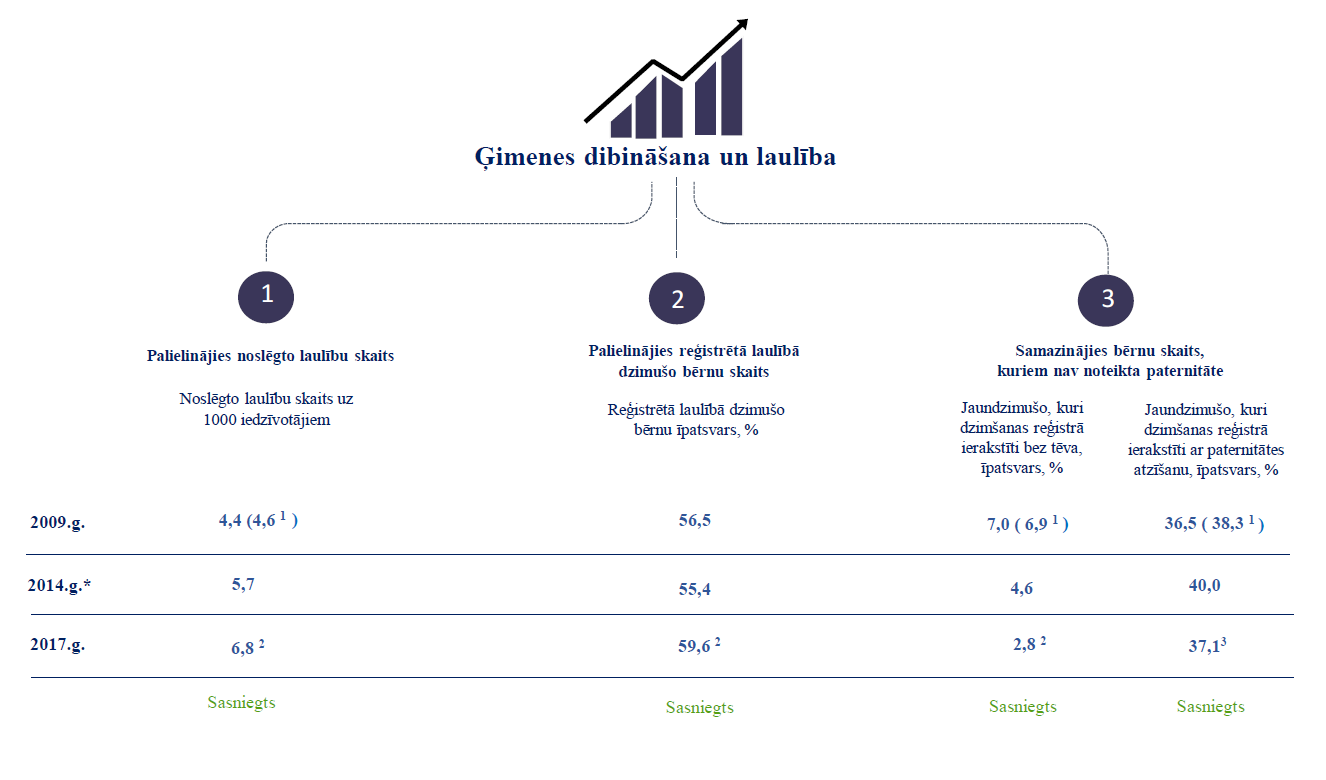 Ģimenes dibināšana un laulība
1
2
3
Palielinājies noslēgto laulību skaits
Noslēgto laulību skaits uz
1000 iedzīvotājiem
Palielinājies reģistrētā laulībā
dzimušo bērnu skaits
Reģistrētā laulībā dzimušo
bērnu īpatsvars, %
Samazinājies bērnu skaits,
kuriem nav noteikta paternitāte
Jaundzimušo, kuri
dzimšanas reģistrā
ierakstīti bez tēva,
īpatsvars, %
Jaundzimušo, kuri
dzimšanas reģistrā
ierakstīti ar paternitātes
atzīšanu, īpatsvars, %
2009.g. 4,4 (4,6 ¹ ) 56,5 7,0 ( 6,9 ¹ ) 36,5 ( 38,3 ¹ )
2014.g.* 5,7 55,4 4,6 40,0
2017.g. 6,8 ² 59,6 ² 2,8 ² 37,1³
Sasniegts Sasniegts Sasniegts Sasniegts